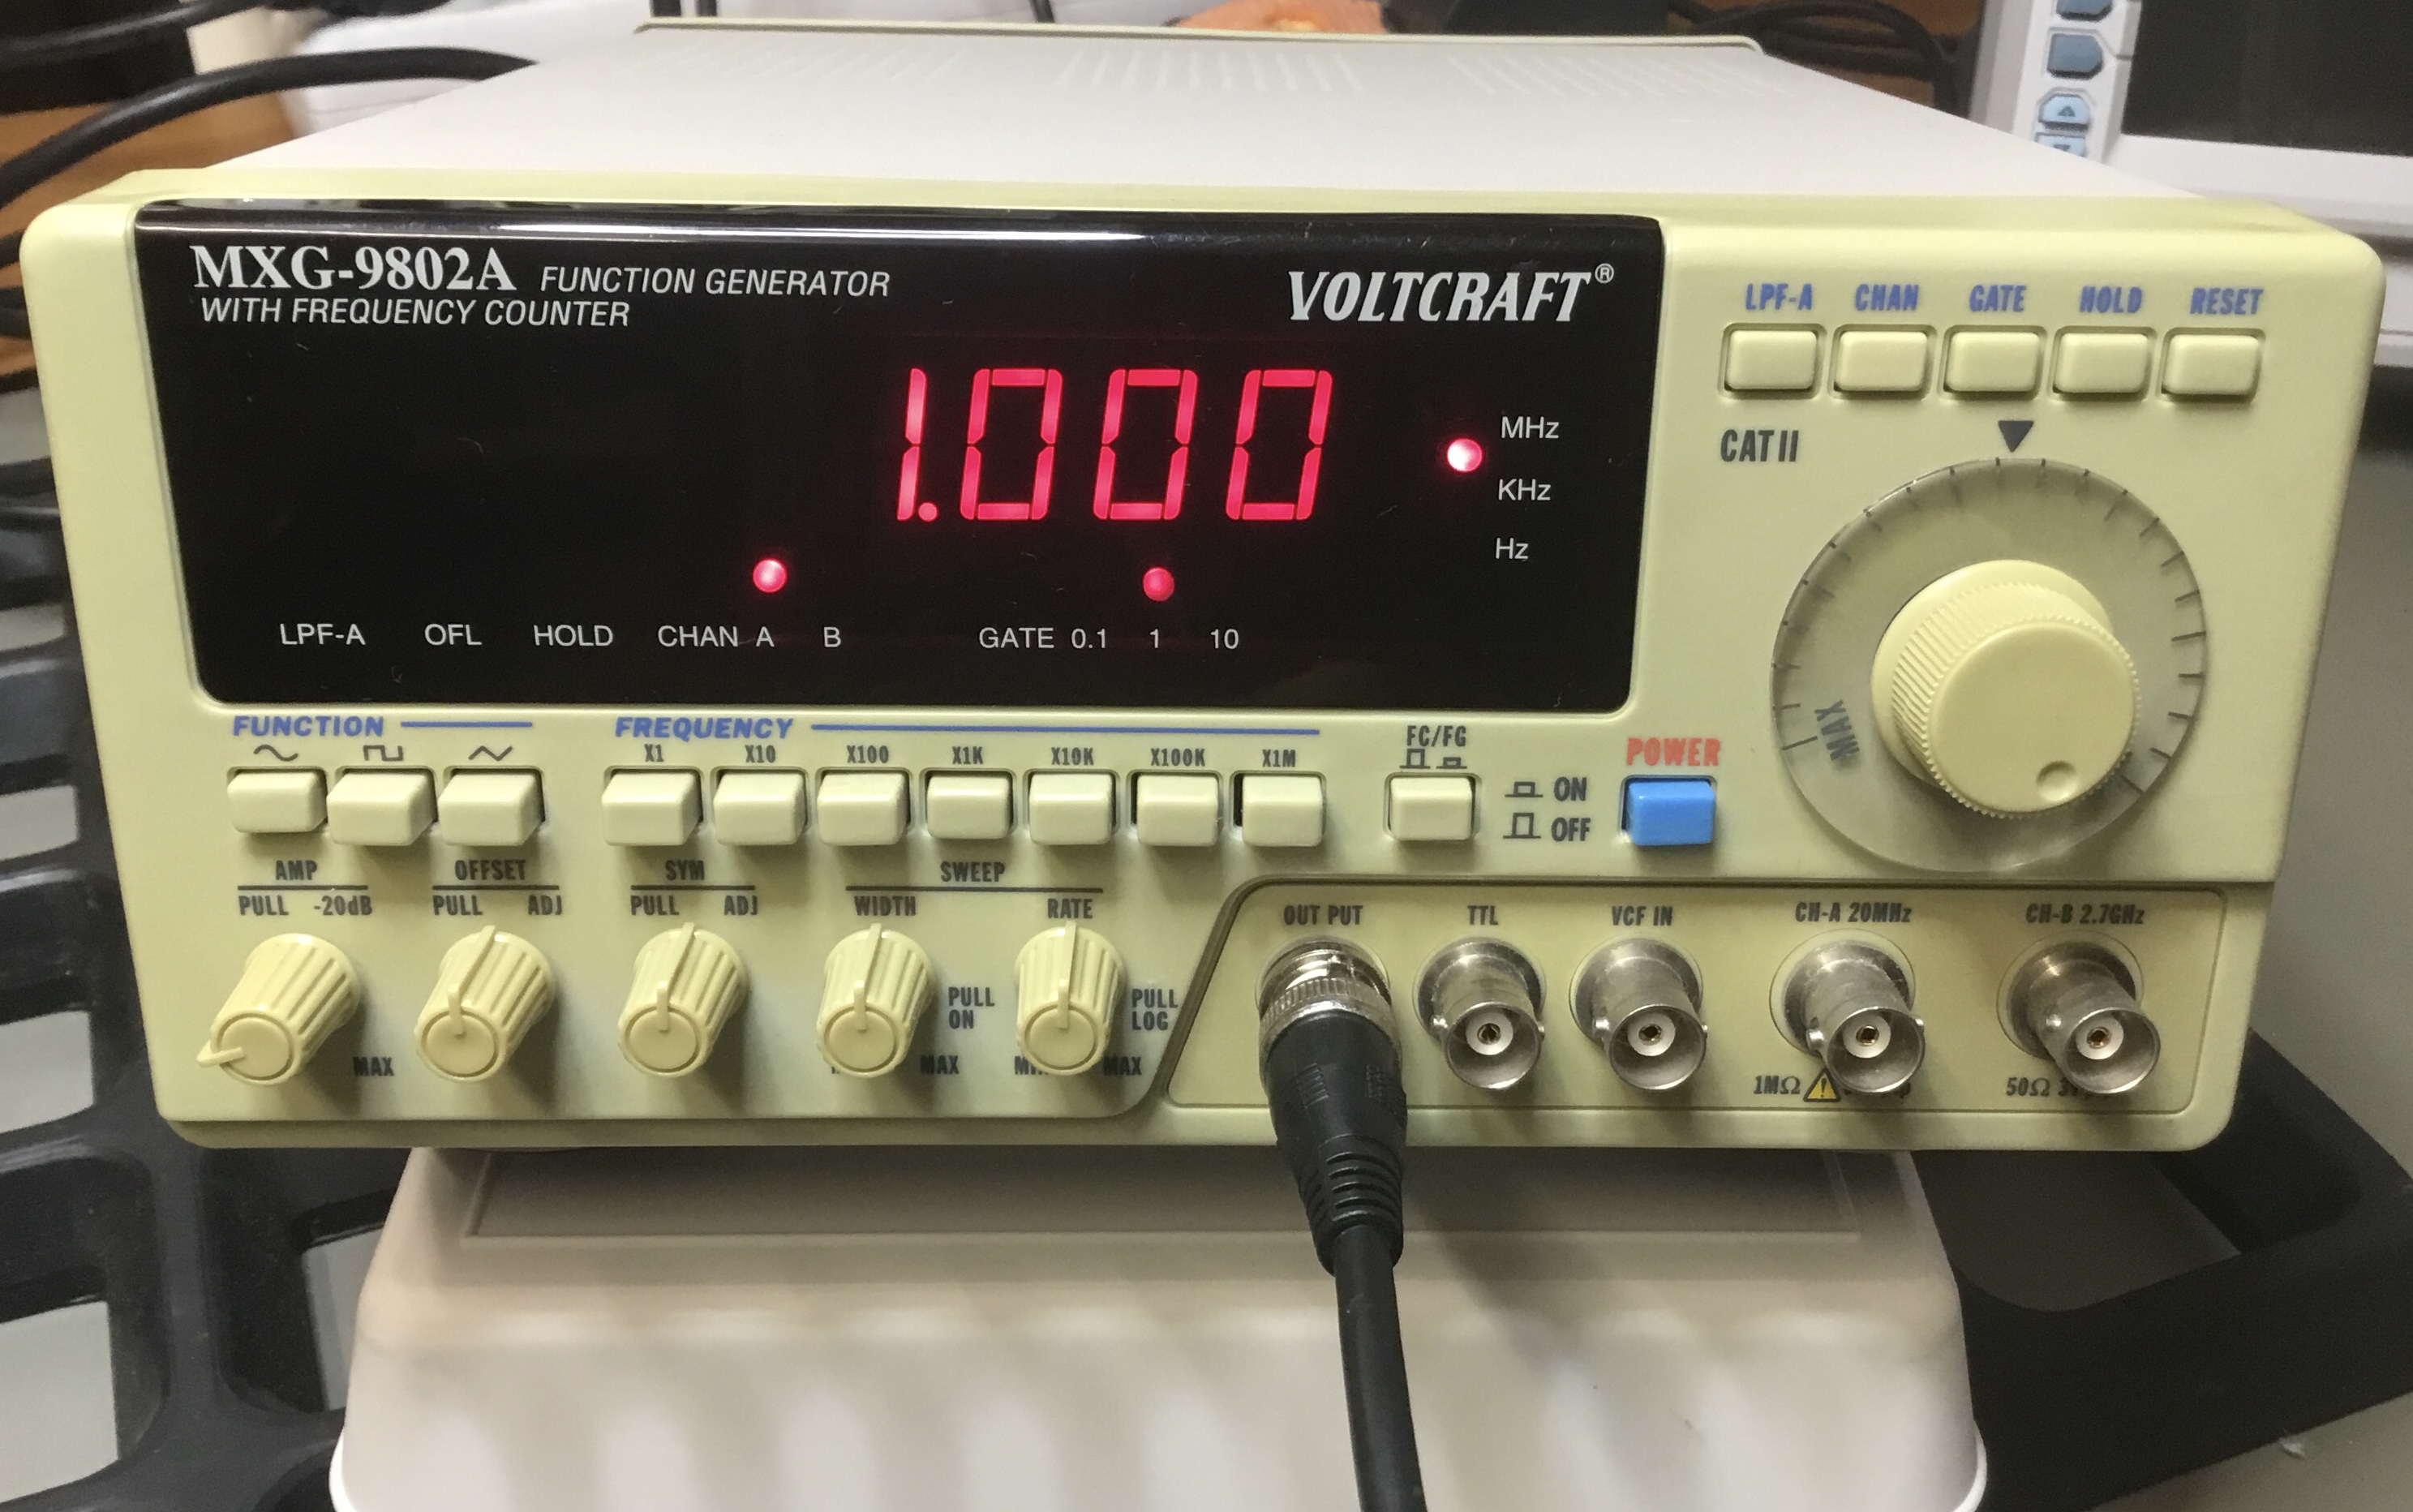 MXG-9802A FUNCTION GENERATOR
WITH FREQUENCY COUNTER
VOLTCRAFT®
1.000
MHz
KHz
Hz
LPF-A OFL HOLD CHAN A B GATE 0.1 1 10
LPF-A CHAN GATE HOLD RESET
CAT II
MAX
FUNCTION
FREQUENCY
X1 X10 X100 X1K X10K X100K X1M
FC/FG
ON
OFF
POWER
AMP
PULL -20dB
MAX
OFFSET
PULL ADJ
SYM
PULL ADJ
SWEEP
WIDTH
PULL
ON
MAX
RATE
PULL
LOG
MAX
OUT PUT TTL VCF IN CH-A 20MHz CH-B 2.7GHz
1MΩ
50Ω